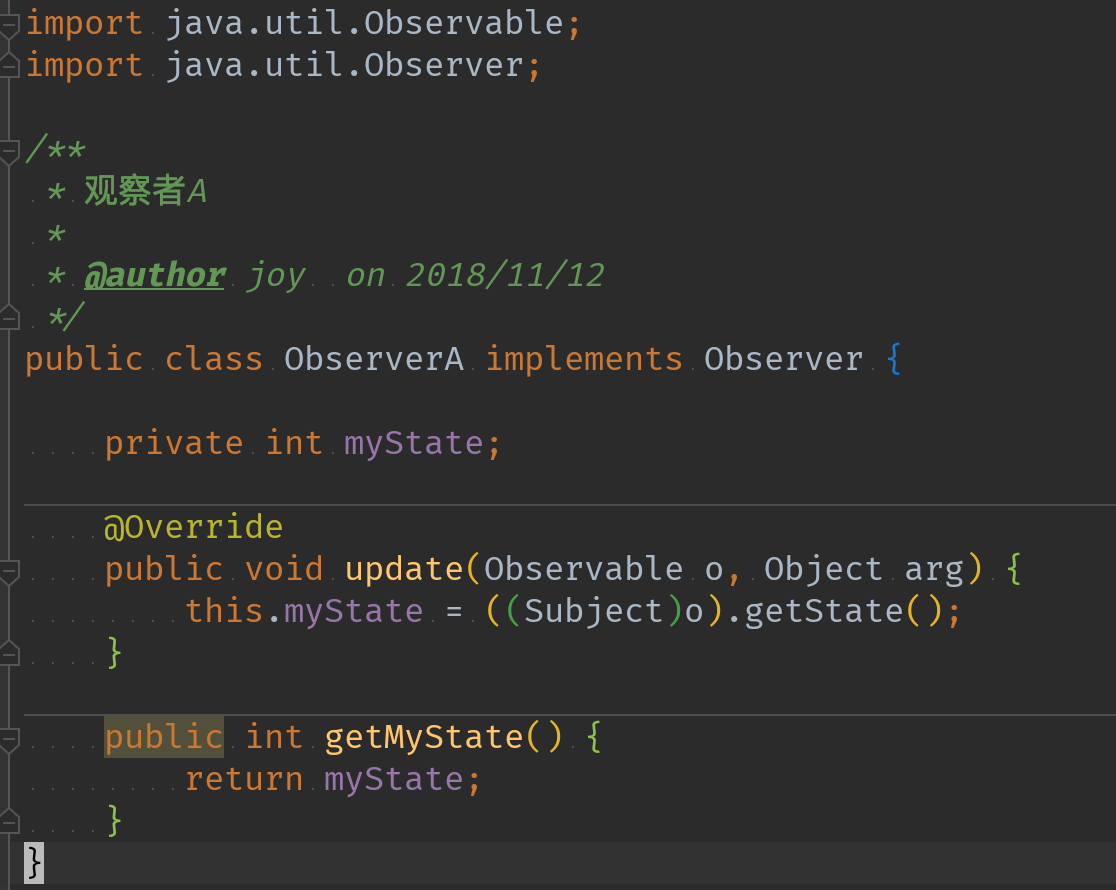 import java.util.Observable;
import java.util.Observer;
/**
* 观察者A
*
* @author joy  on 2018/11/12
*/
public class ObserverA implements Observer {
private int myState;
@Override
public void update(Observable o, Object arg) {
this.myState = ((Subject)o).getState();
}
public int getMyState() {
return myState;
}
}